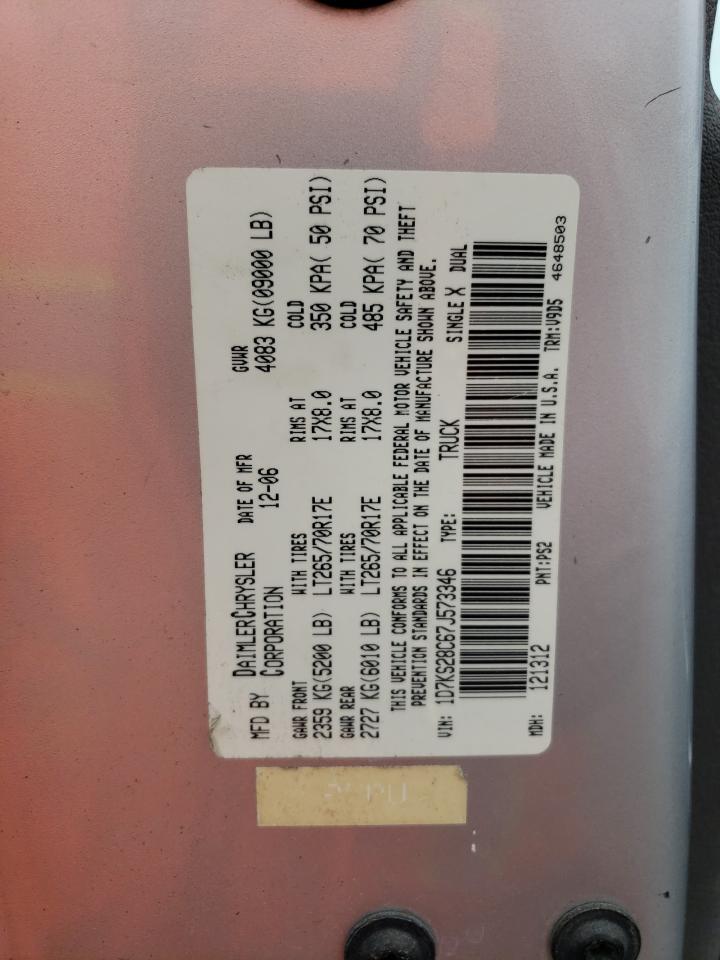 MFD BY DAIMLERCHRYSLER CORPORATION DATE OF MFR 12-06 GVWR 4083 KG(09000 LB)
GAWR FRONT WITH TIRES RIMS AT COLD
2359 KG(5200 LB) LT265/70R17E 17X8.0 350 KPA( 50 PSI)
GAWR REAR WITH TIRES RIMS AT COLD
2727 KG(6010 LB) LT265/70R17E 17X8.0 485 KPA( 70 PSI)
THIS VEHICLE CONFORMS TO ALL APPLICABLE FEDERAL MOTOR VEHICLE SAFETY AND THEFT
PREVENTION STANDARDS IN EFFECT ON THE DATE OF MANUFACTURE SHOWN ABOVE.
VIN: 1D7KS28C67J573346 TYPE: TRUCK SINGLE X DUAL
MDH: 121312 PNT:PS2 VEHICLE MADE IN U.S.A. TRM:V9D5 4648503